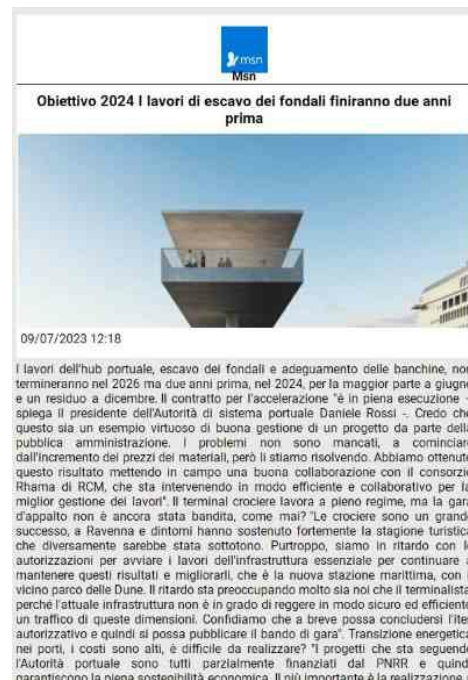 msn
Msn
Obiettivo 2024 I lavori di escavo dei fondali finiranno due anni
prima
09/07/2023 12:18
I lavori dell'hub portuale, escavo dei fondali e adeguamento delle banchine, non
termineranno nel 2026 ma due anni prima, nel 2024, per la maggior parte a giugno
e un residuo a dicembre. Il contratto per l'accelerazione "è in piena esecuzione -
spiega il presidente dell'Autorità di sistema portuale Daniele Rossi -. Credo che
questo sia un esempio virtuoso di buona gestione di un progetto da parte della
pubblica amministrazione. I problemi non sono mancati, a cominciare
dall'incremento dei prezzi dei materiali, però li stiamo risolvendo. Abbiamo ottenuto
questo risultato mettendo in campo una buona collaborazione con il consorzio
Rhama di RCM, che sta intervenendo in modo efficiente e collaborativo per la
miglior gestione dei lavori". Il terminal crociere lavora a pieno regime, ma la gara
d'appalto non è ancora stata bandita, come mai? "Le crociere sono un grande
successo, a Ravenna e dintorni hanno sostenuto fortemente la stagione turistica
che diversamente sarebbe stata sottotono. Purtroppo, siamo in ritardo con le
autorizzazioni per avviare i lavori dell'infrastruttura essenziale per continuare a
mantenere questi risultati e migliorarli, che è la nuova stazione marittima, con il
vicino parco delle Dune. Il ritardo sta preoccupando molto sia noi che il terminalista
perché l'attuale infrastruttura non è in grado di reggere in modo sicuro ed efficiente
un traffico di queste dimensioni. Confidiamo che a breve possa concludersi l'iter
autorizzativo e quindi si possa pubblicare il bando di gara". Transizione energetica
nei porti, i costi sono alti, è difficile da realizzare? "I progetti che sta seguendo
l'Autorità portuale sono tutti parzialmente finanziati dal PNRR e quindi
garantiscono la piena sostenibilità economica. Il più importante è la realizzazione